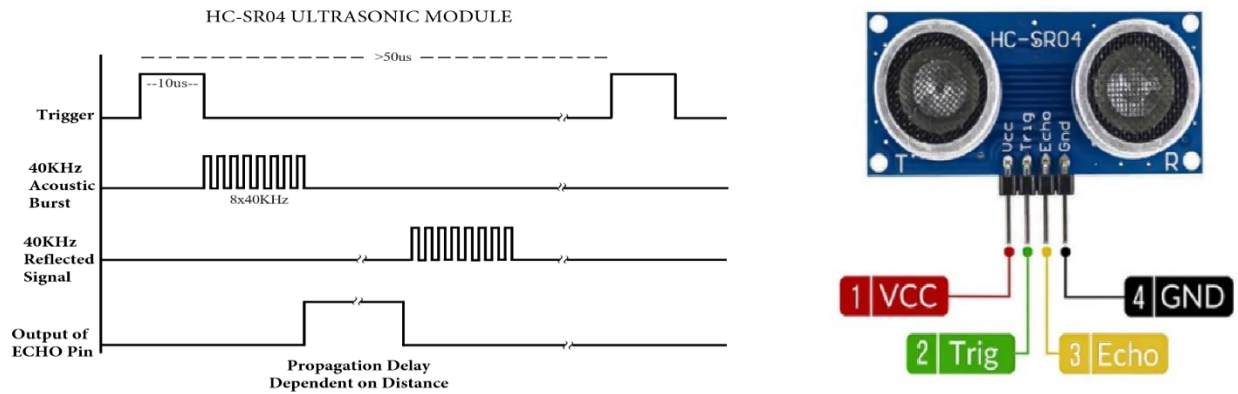 HC-SR04 ULTRASONIC MODULE
>50us
--10us--
Trigger
40KHz
Acoustic
Burst
8x40KHz
40KHz
Reflected
Signal
Output of
ECHO Pin
Propagation Delay
Dependent on Distance
HC-SR04
Vcc
Trig
Echo
Gnd
T
R
1 VCC
4 GND
2 Trig
3 Echo